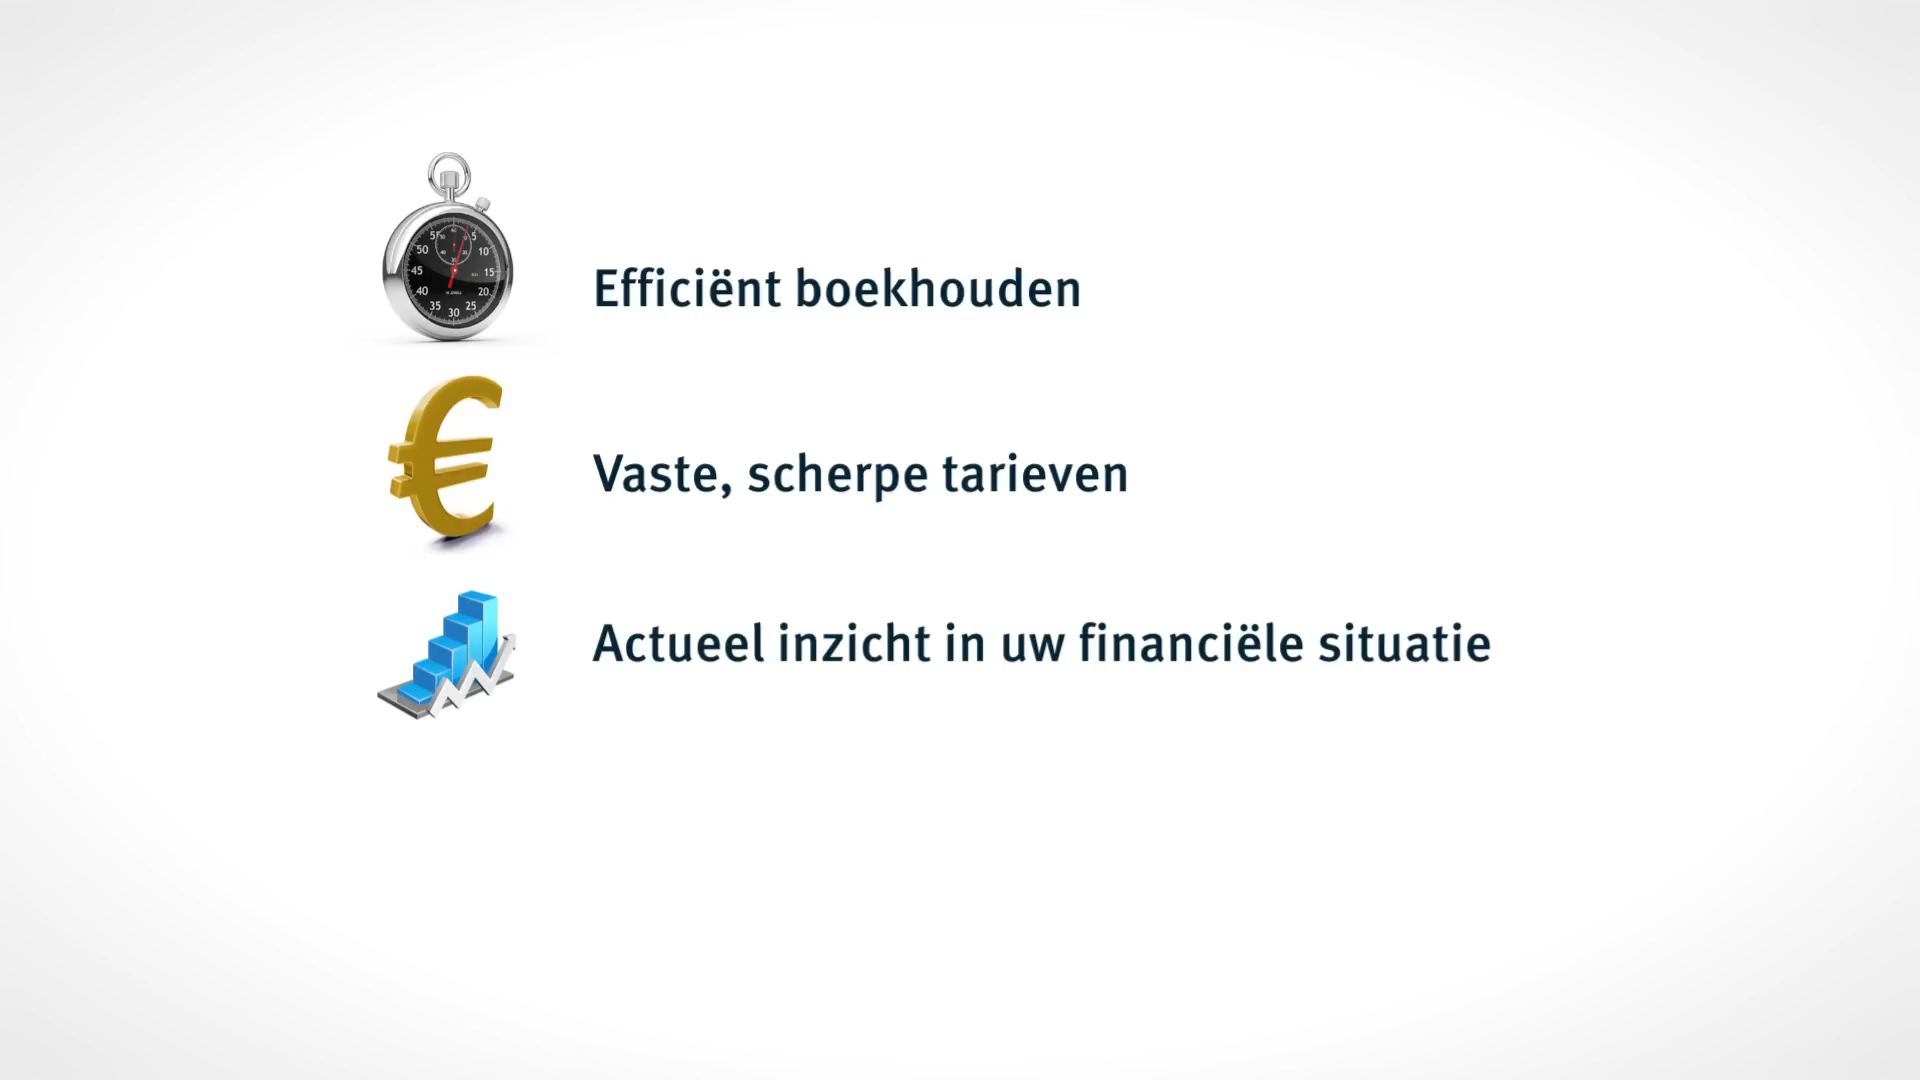 Efficiënt boekhouden
Vaste, scherpe tarieven
Actueel inzicht in uw financiële situatie